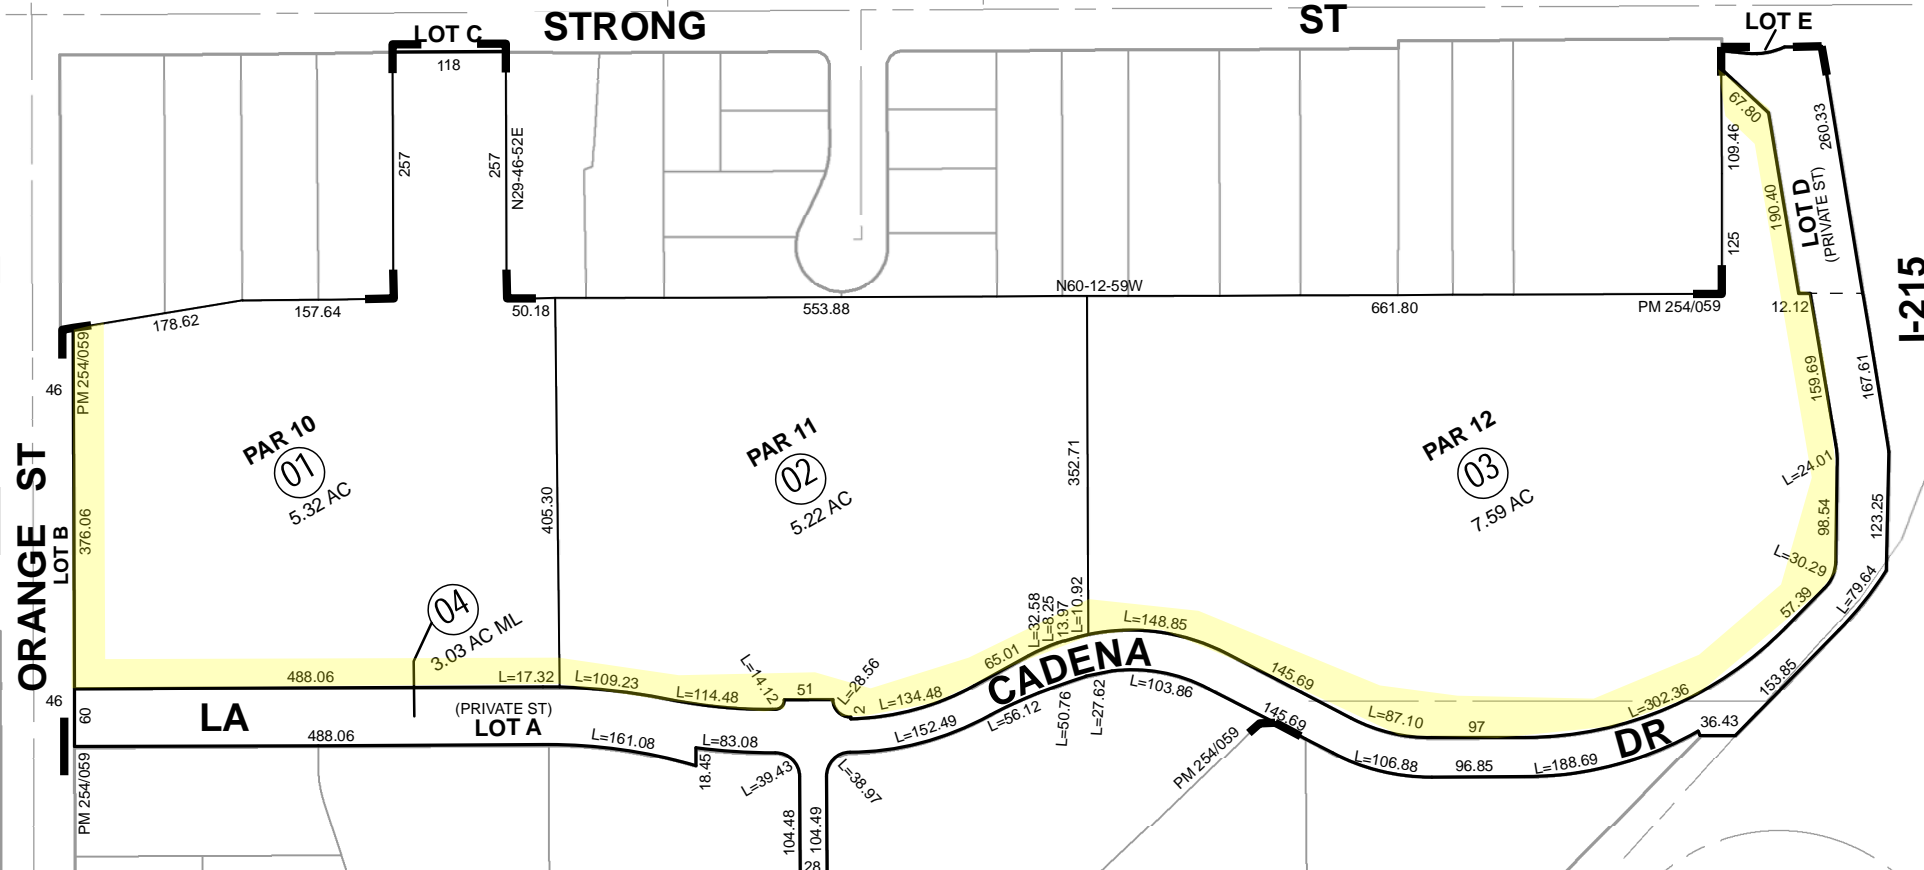 STRONG
ST
LOT C
118
257
257
N29-46-52E
LOT E
67.80
109.46
125
190.40
260.33
LOT D
(PRIVATE ST)
I-215
178.62
157.64
50.18
553.88
N60-12-59W
661.80
PM 254/059
12.12
PM 254/059
46
376.06
ORANGE ST
LOT B
46
PAR 10
01
5.32 AC
405.30
PAR 11
02
5.22 AC
352.71
PAR 12
03
7.59 AC
159.69
167.61
L=24.01
98.54
123.25
L=30.29
57.39
L=79.64
04
3.03 AC ML
L=32.58
L=8.25
13.97
L=10.92
L=148.85
65.01
488.06
L=17.32
L=109.23
L=114.48
L=14.12
2
51
L=28.56
2
L=134.48
145.69
L=87.10
97
L=302.36
153.85
60
LA
(PRIVATE ST)
LOT A
CADENA
DR
36.43
488.06
L=161.08
18.45
L=83.08
L=39.43
L=38.97
L=152.49
L=56.12
L=50.76
L=27.62
L=103.86
145.69
L=106.88
96.85
L=188.69
PM 254/059
PM 254/059
104.48
104.49
28